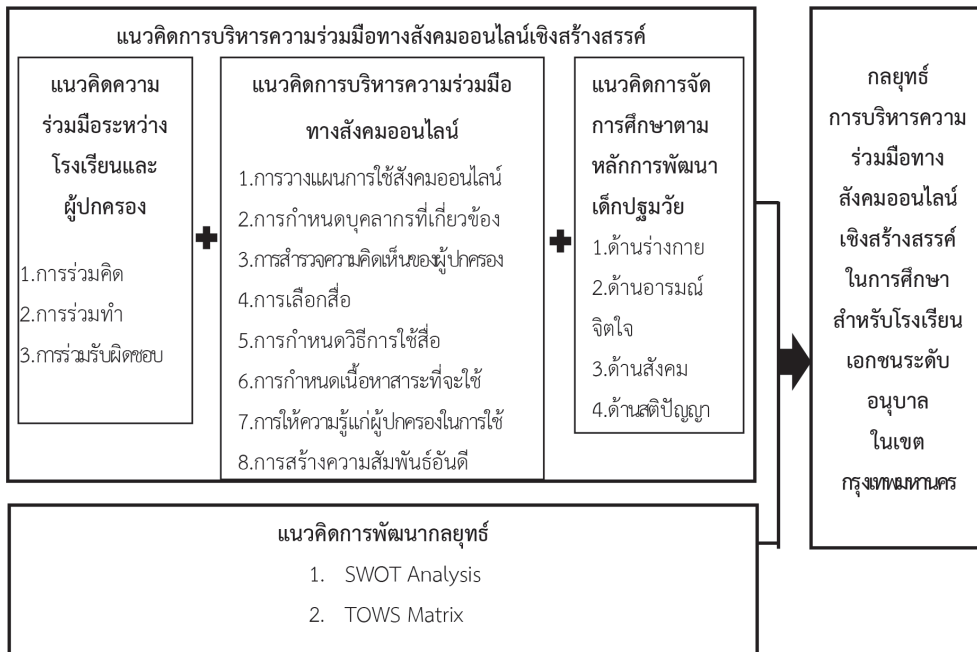 แนวคิดการบริหารความร่วมมือทางสังคมออนไลน์เชิงสร้างสรรค์
แนวคิดความ
ร่วมมือระหว่าง
โรงเรียนและ
ผู้ปกครอง
1.การร่วมคิด
2.การร่วมทำ
3.การร่วมรับผิดชอบ
แนวคิดการบริหารความร่วมมือ
ทางสังคมออนไลน์
1.การวางแผนการใช้สังคมออนไลน์
2.การกำหนดบุคลากรที่เกี่ยวข้อง
3.การสำรวจความคิดเห็นของผู้ปกครอง
4.การเลือกสื่อ
5.การกำหนดวิธีการใช้สื่อ
6.การกำหนดเนื้อหาสาระที่จะใช้
7.การให้ความรู้แก่ผู้ปกครองในการใช้
8.การสร้างความสัมพันธ์อันดี
แนวคิดการจัด
การศึกษาตาม
หลักการพัฒนา
เด็กปฐมวัย
1.ด้านร่างกาย
2.ด้านอารมณ์
จิตใจ
3.ด้านสังคม
4.ด้านสติปัญญา
แนวคิดการพัฒนากลยุทธ์
1. SWOT Analysis
2. TOWS Matrix
กลยุทธ์
การบริหารความ
ร่วมมือทาง
สังคมออนไลน์
เชิงสร้างสรรค์
ในการศึกษา
สำหรับโรงเรียน
เอกชนระดับ
อนุบาล
ในเขต
กรุงเทพมหานคร